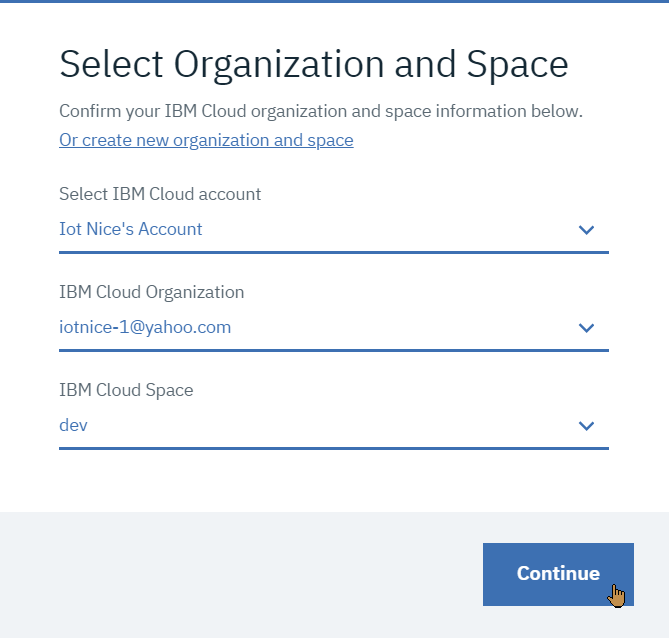 Select Organization and Space
Confirm your IBM Cloud organization and space information below.
Or create new organization and space
Select IBM Cloud account
Iot Nice's Account
IBM Cloud Organization
iotnice-1@yahoo.com
IBM Cloud Space
dev
Continue